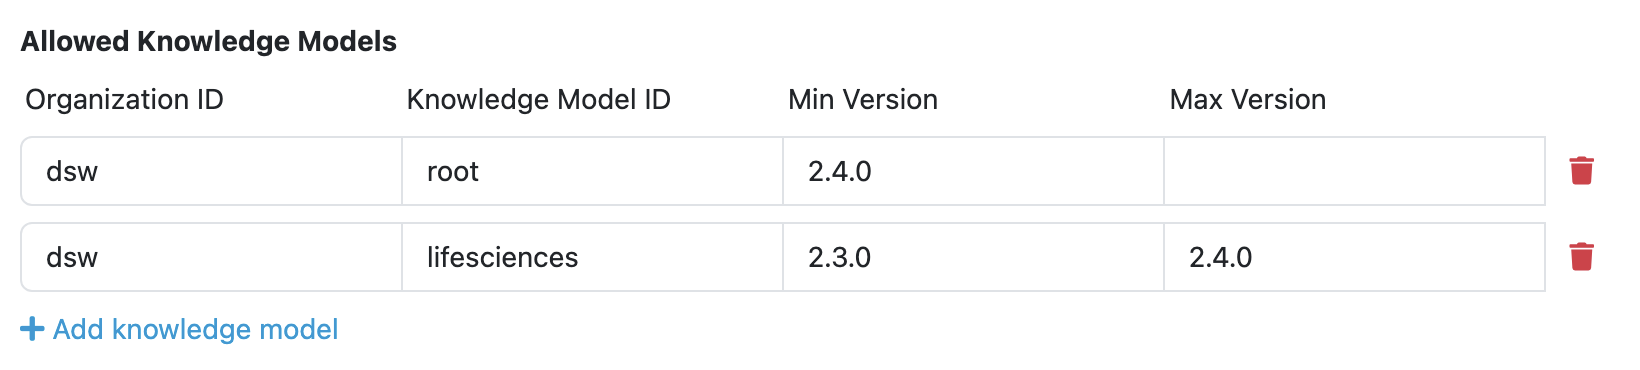 Allowed Knowledge Models
Organization ID Knowledge Model ID Min Version Max Version
dsw root 2.4.0
dsw lifesciences 2.3.0 2.4.0
Add knowledge model